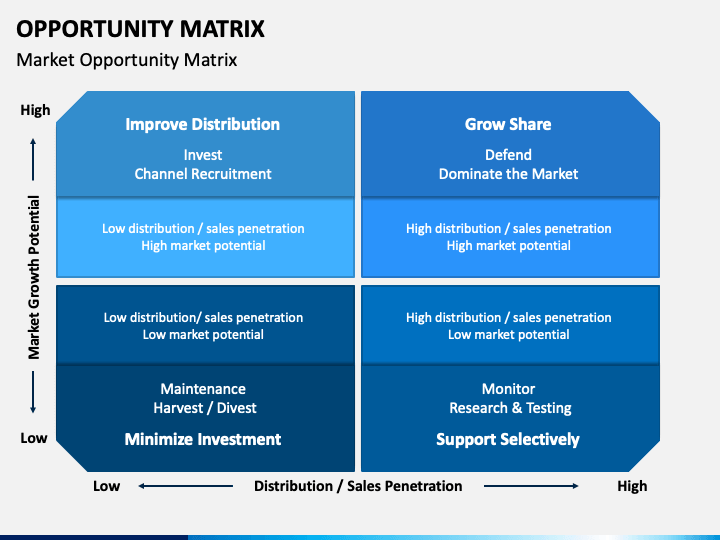 OPPORTUNITY MATRIX
Market Opportunity Matrix
High
Market Growth Potential
Low
Improve Distribution
Invest
Channel Recruitment
Low distribution / sales penetration
High market potential
Grow Share
Defend
Dominate the Market
High distribution / sales penetration
High market potential
Low distribution/ sales penetration
Low market potential
Maintenance
Harvest / Divest
Minimize Investment
High distribution / sales penetration
Low market potential
Monitor
Research & Testing
Support Selectively
Low
Distribution / Sales Penetration
High